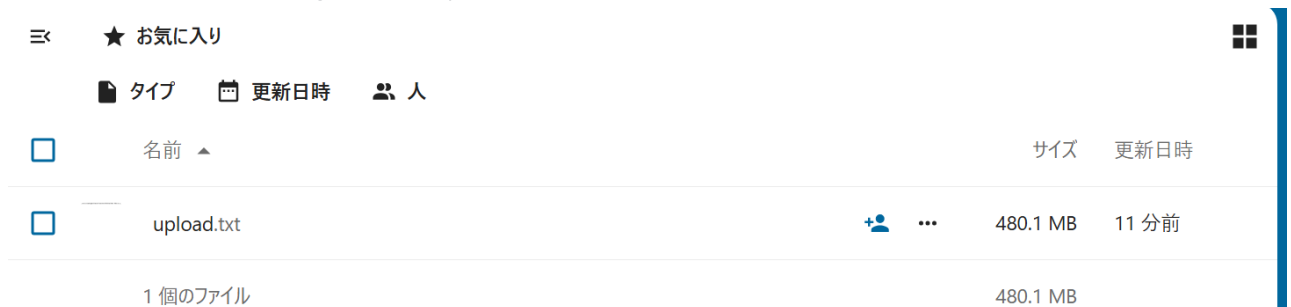 お気に入り
タイプ 更新日時 人
名前 サイズ 更新日時
upload.txt 480.1 MB 11 分前
1 個のファイル 480.1 MB